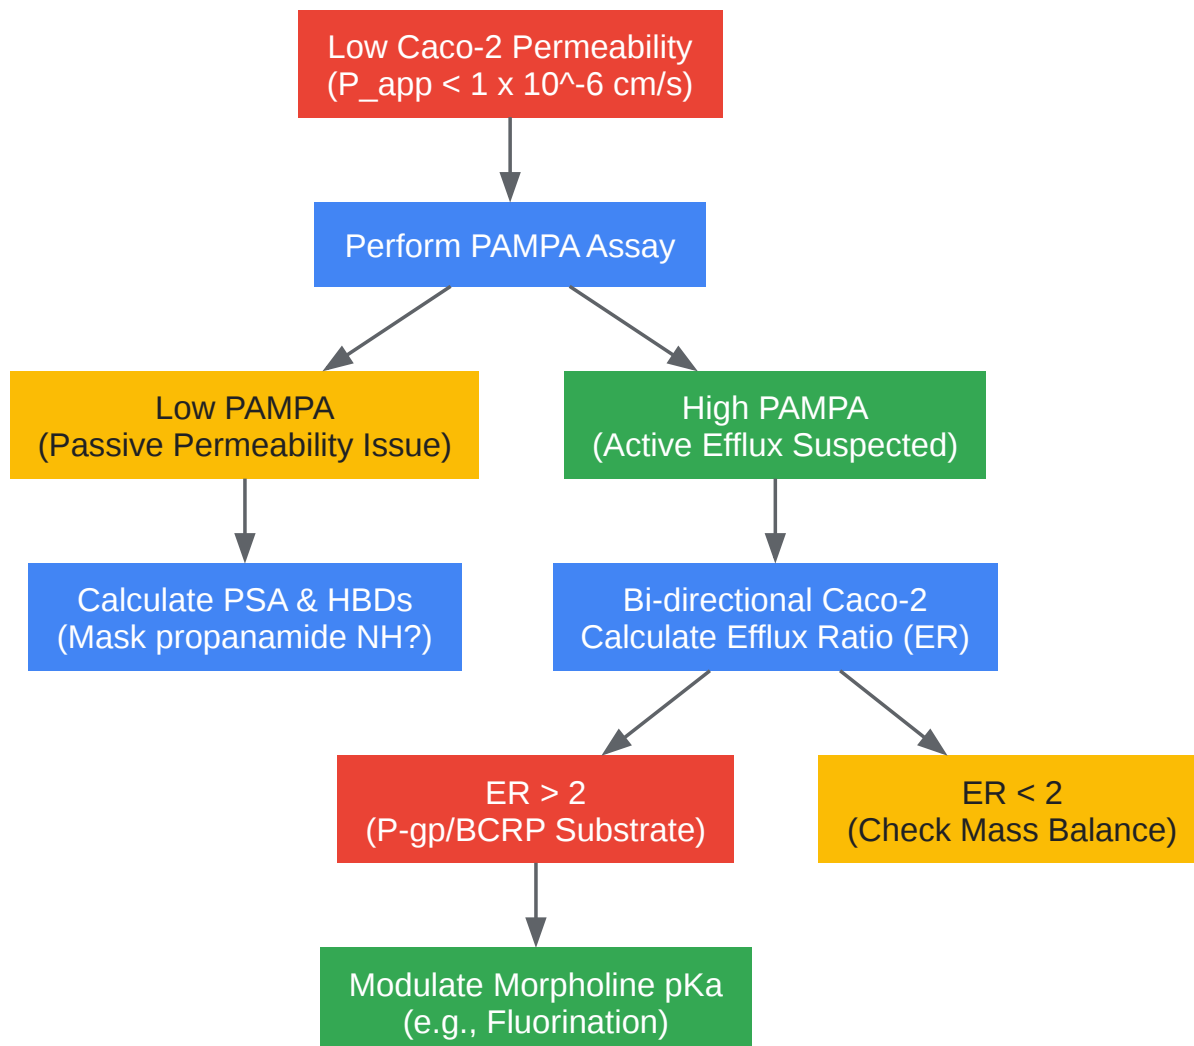 Low Caco-2 Permeability
(P_app < 1 x 10^-6 cm/s)
Perform PAMPA Assay
Low PAMPA
(Passive Permeability Issue)
High PAMPA
(Active Efflux Suspected)
Calculate PSA & HBDs
(Mask propanamide NH?)
Bi-directional Caco-2
Calculate Efflux Ratio (ER)
ER > 2
(P-gp/BCRP Substrate)
ER < 2
(Check Mass Balance)
Modulate Morpholine pKa
(e.g., Fluorination)